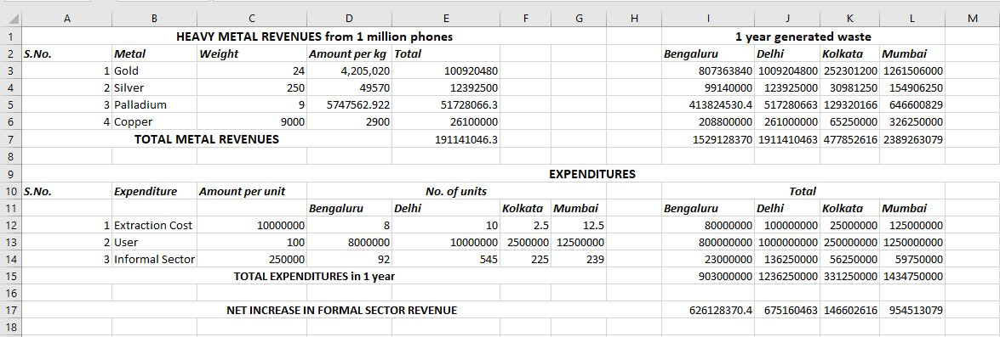 A B C D E F G H I J K L M
1 HEAVY METAL REVENUES from 1 million phones 1 year generated waste
2 S.No. Metal Weight Amount per kg Total Bengaluru Delhi Kolkata Mumbai
3 1 Gold 24 4,205,020 100920480 807363840 1009204800 252301200 1261506000
4 2 Silver 250 49570 12392500 99140000 123925000 30981250 154906250
5 3 Palladium 9 5747562.922 51728066.3 413824530.4 517280663 129320166 646600829
6 4 Copper 9000 2900 26100000 208800000 261000000 65250000 326250000
7 TOTAL METAL REVENUES 191141046.3 1529128370 1911410463 477852616 2389263079
8
9 EXPENDITURES
10 S.No. Expenditure Amount per unit No. of units Total
11 Bengaluru Delhi Kolkata Mumbai Bengaluru Delhi Kolkata Mumbai
12 1 Extraction Cost 10000000 8 10 2.5 12.5 80000000 100000000 25000000 125000000
13 2 User 100 8000000 10000000 2500000 12500000 800000000 1000000000 250000000 1250000000
14 3 Informal Sector 250000 92 545 225 239 23000000 136250000 56250000 59750000
15 TOTAL EXPENDITURES in 1 year 903000000 1236250000 331250000 1434750000
16
17 NET INCREASE IN FORMAL SECTOR REVENUE 626128370.4 675160463 146602616 954513079
18